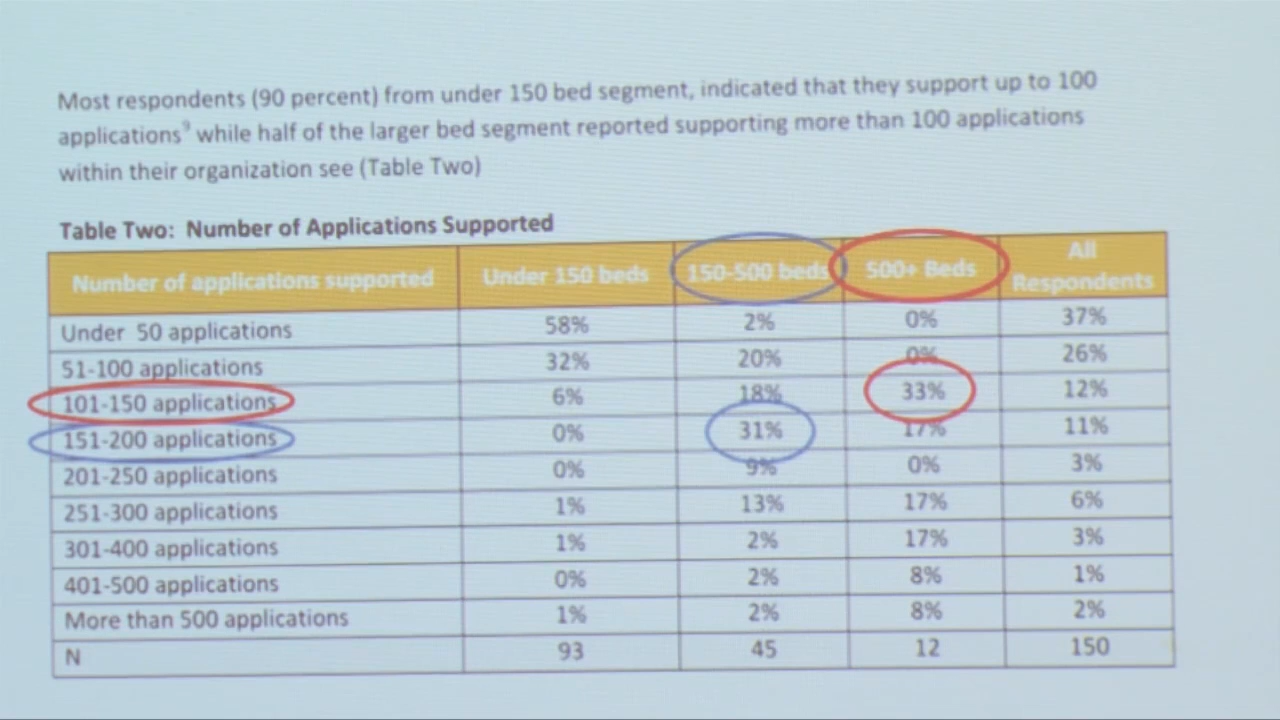 Most respondents (90 percent) from under 150 bed segment, indicated that they support up to 100
applications⁹ while half of the larger bed segment reported supporting more than 100 applications
within their organization see (Table Two)
Table Two: Number of Applications Supported
Number of applications supported Under 150 beds 150-500 beds 500+ Beds All Respondents
Under 50 applications 58% 2% 0% 37%
51-100 applications 32% 20% 0% 26%
101-150 applications 6% 18% 33% 12%
151-200 applications 0% 31% 17% 11%
201-250 applications 0% 9% 0% 3%
251-300 applications 1% 13% 17% 6%
301-400 applications 1% 2% 17% 3%
401-500 applications 0% 2% 8% 1%
More than 500 applications 1% 2% 8% 2%
N 93 45 12 150